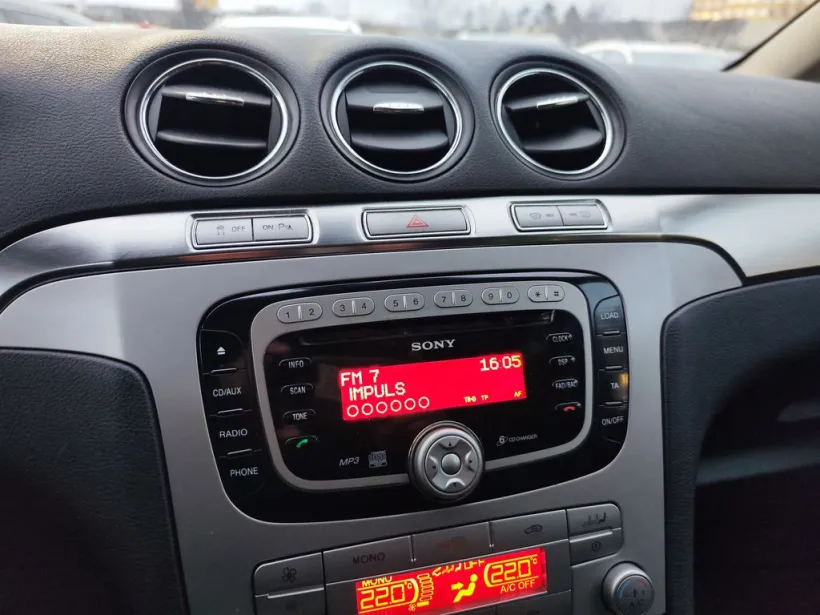 OFF ON P
1 2 3 4 5 6 7 8 9 0 * #
SONY
LOAD
CLOCK
INFO
FM 7 16:05
MENU
DSP
CD/AUX
SCAN
IMPULS
TA
FAD/BAL
TONE
TP AF
RADIO
ON/OFF
PHONE
MP3
6 CD CHANGER
MONO
MONO OFF
22.0°C 22.0°C
A/C OFF
A/C